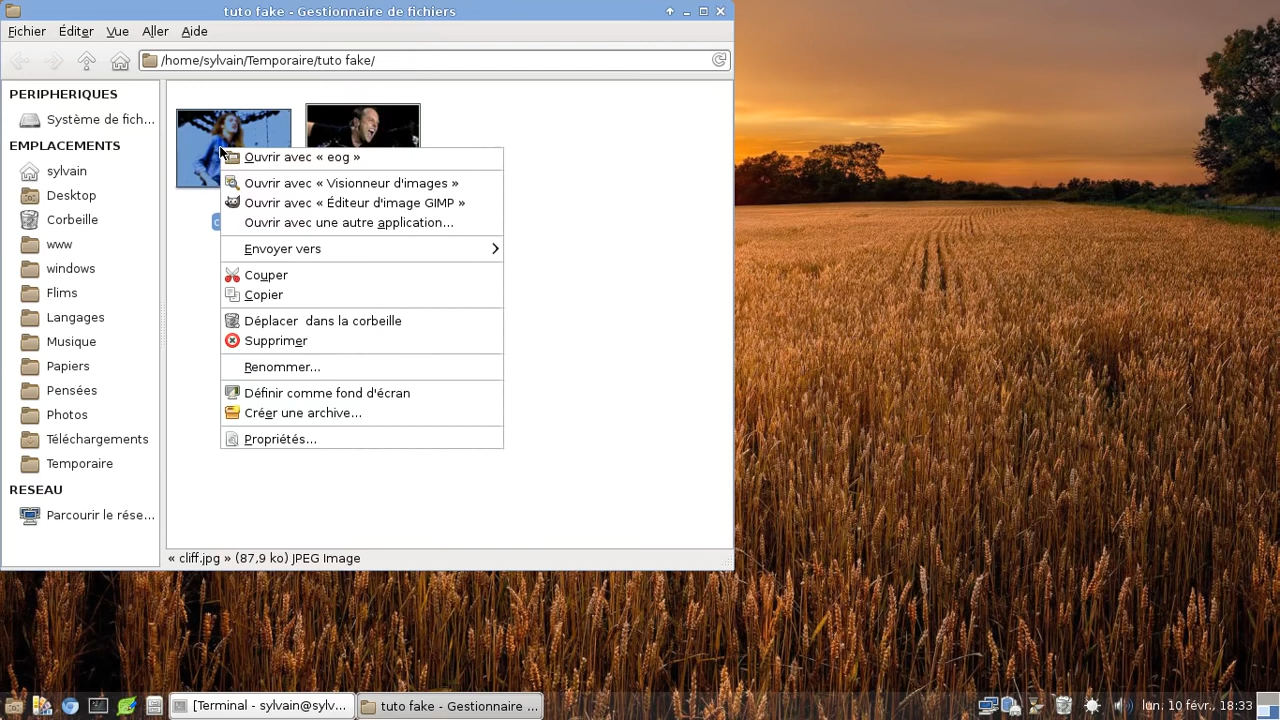 tuto fake - Gestionnaire de fichiers
Fichier Éditer Vue Aller Aide
/home/sylvain/Temporaire/tuto fake/
PERIPHERIQUES
Système de fich...
EMPLACEMENTS
sylvain
Desktop
Corbeille
www
windows
Flims
Langages
Musique
Papiers
Pensées
Photos
Téléchargements
Temporaire
RESEAU
Parcourir le rése...
Ouvrir avec « eog »
Ouvrir avec « Visionneur d'images »
Ouvrir avec « Éditeur d'image GIMP »
Ouvrir avec une autre application...
Envoyer vers
Couper
Copier
Déplacer  dans la corbeille
Supprimer
Renommer...
Définir comme fond d'écran
Créer une archive...
Propriétés...
« cliff.jpg » (87,9 ko) JPEG Image
[Terminal - sylvain@sylv... tuto fake - Gestionnaire ... lun. 10 févr., 18:33